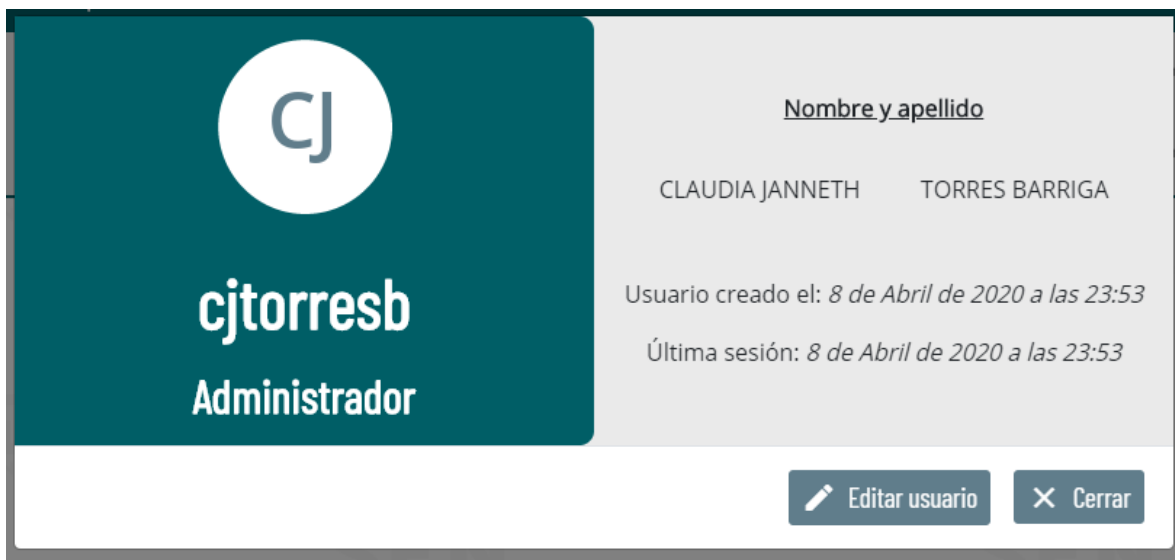 CJ
cjtorresb
Administrador
Nombre y apellido
CLAUDIA JANNETH TORRES BARRIGA
Usuario creado el: 8 de Abril de 2020 a las 23:53
Última sesión: 8 de Abril de 2020 a las 23:53
Editar usuario
Cerrar